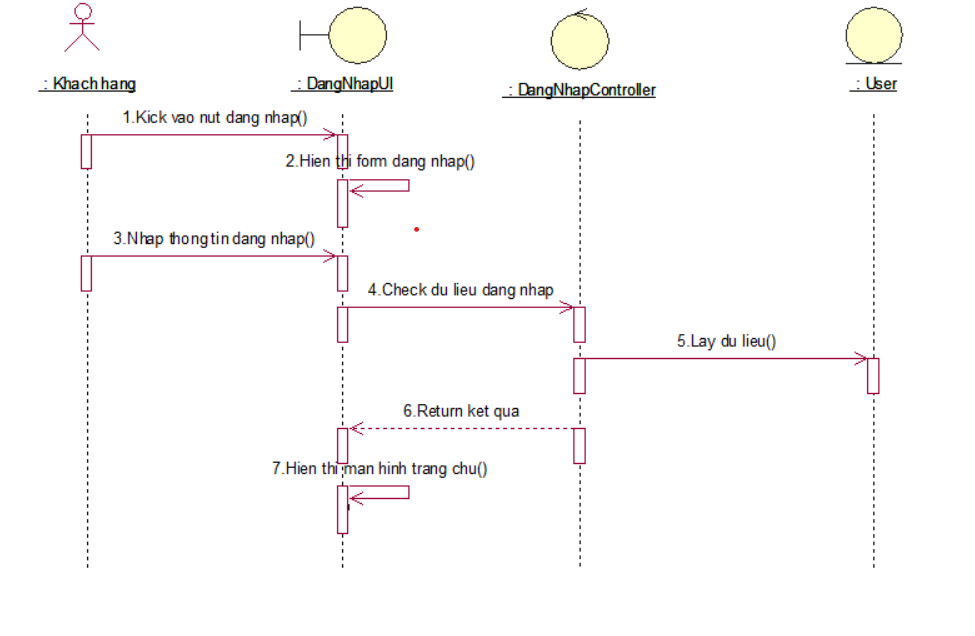 : Khach hang
: DangNhapUI
: DangNhapController
: User
1.Kick vao nut dang nhap()
2.Hien thi form dang nhap()
3.Nhap thong tin dang nhap()
4.Check du lieu dang nhap
5.Lay du lieu()
6.Return ket qua
7.Hien thi man hinh trang chu()